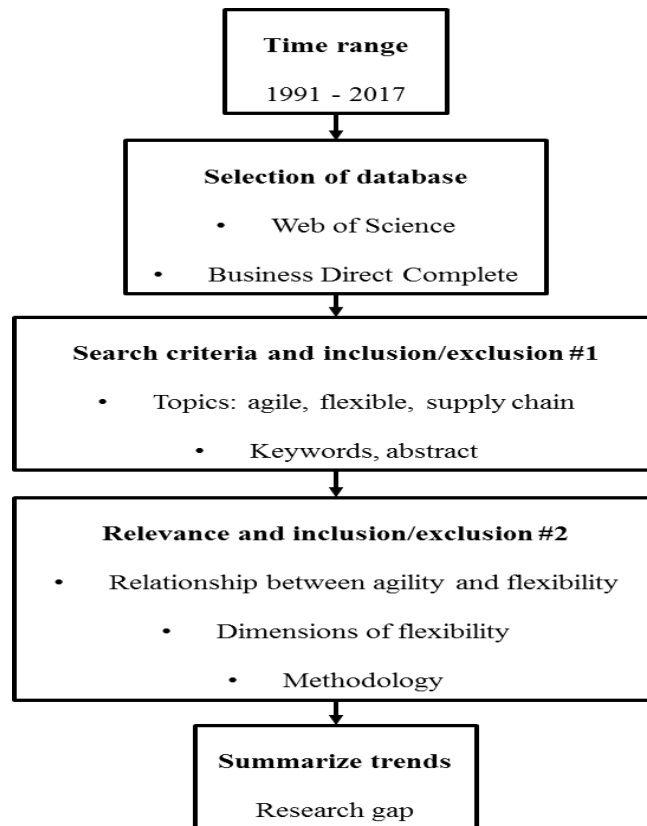 Time range
1991 - 2017
Selection of database
• Web of Science
• Business Direct Complete
Search criteria and inclusion/exclusion #1
• Topics: agile, flexible, supply chain
• Keywords, abstract
Relevance and inclusion/exclusion #2
• Relationship between agility and flexibility
• Dimensions of flexibility
• Methodology
Summarize trends
Research gap